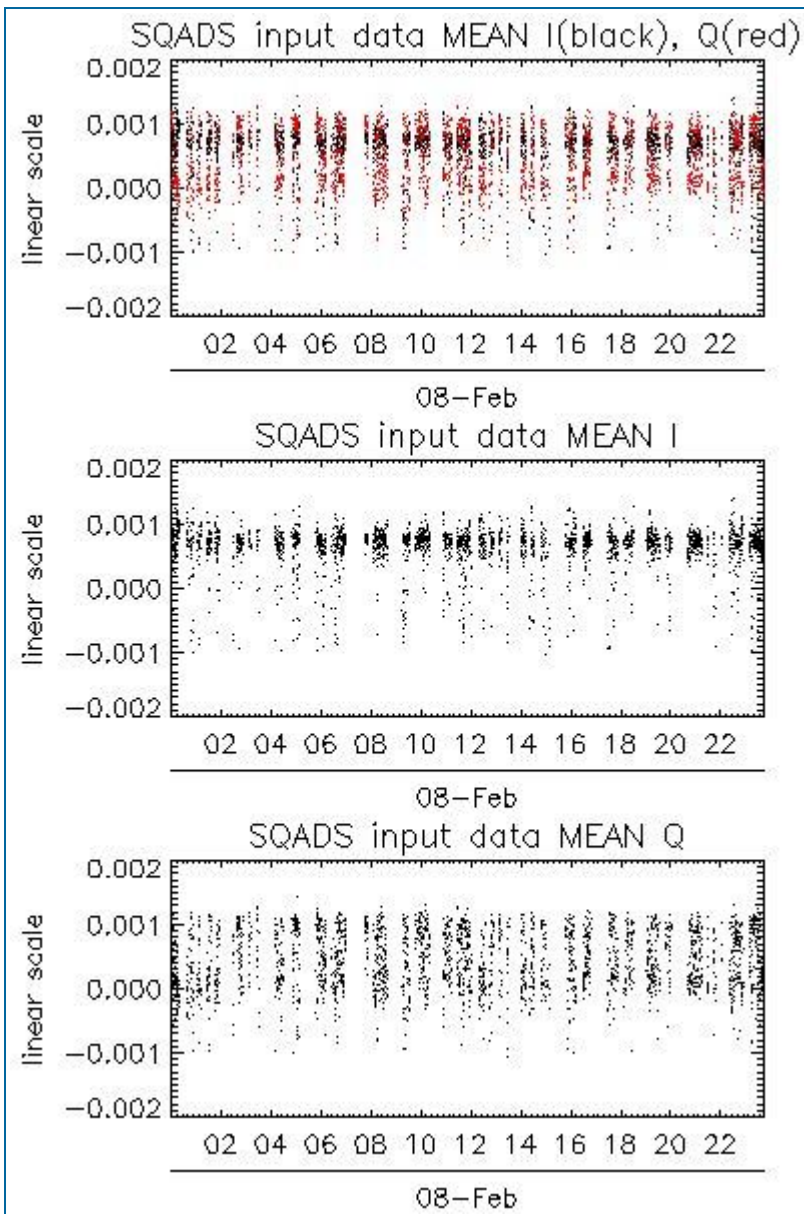 SQADS input data MEAN I(black), Q(red)
linear scale
0.002
0.001
0.000
−0.001
−0.002
02 04 06 08 10 12 14 16 18 20 22
08-Feb
SQADS input data MEAN I
linear scale
0.002
0.001
0.000
−0.001
−0.002
02 04 06 08 10 12 14 16 18 20 22
08-Feb
SQADS input data MEAN Q
linear scale
0.002
0.001
0.000
−0.001
−0.002
02 04 06 08 10 12 14 16 18 20 22
08-Feb